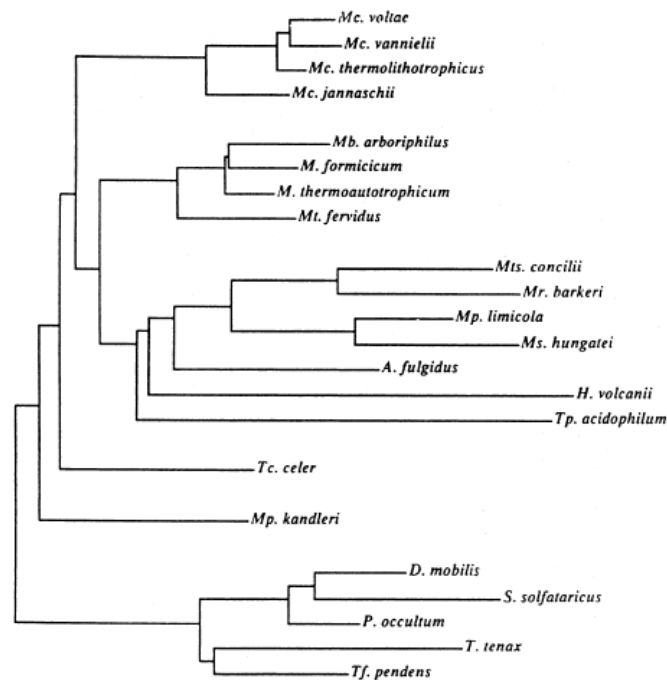 Mc. voltae
Mc. vannielii
Mc. thermolithotrophicus
Mc. jannaschii
Mb. arboriphilus
M. formicicum
M. thermoautotrophicum
Mt. fervidus
Mts. concilii
Mr. barkeri
Mp. limicola
Ms. hungatei
A. fulgidus
H. volcanii
Tp. acidophilum
Tc. celer
Mp. kandleri
D. mobilis
S. solfataricus
P. occultum
T. tenax
Tf. pendens